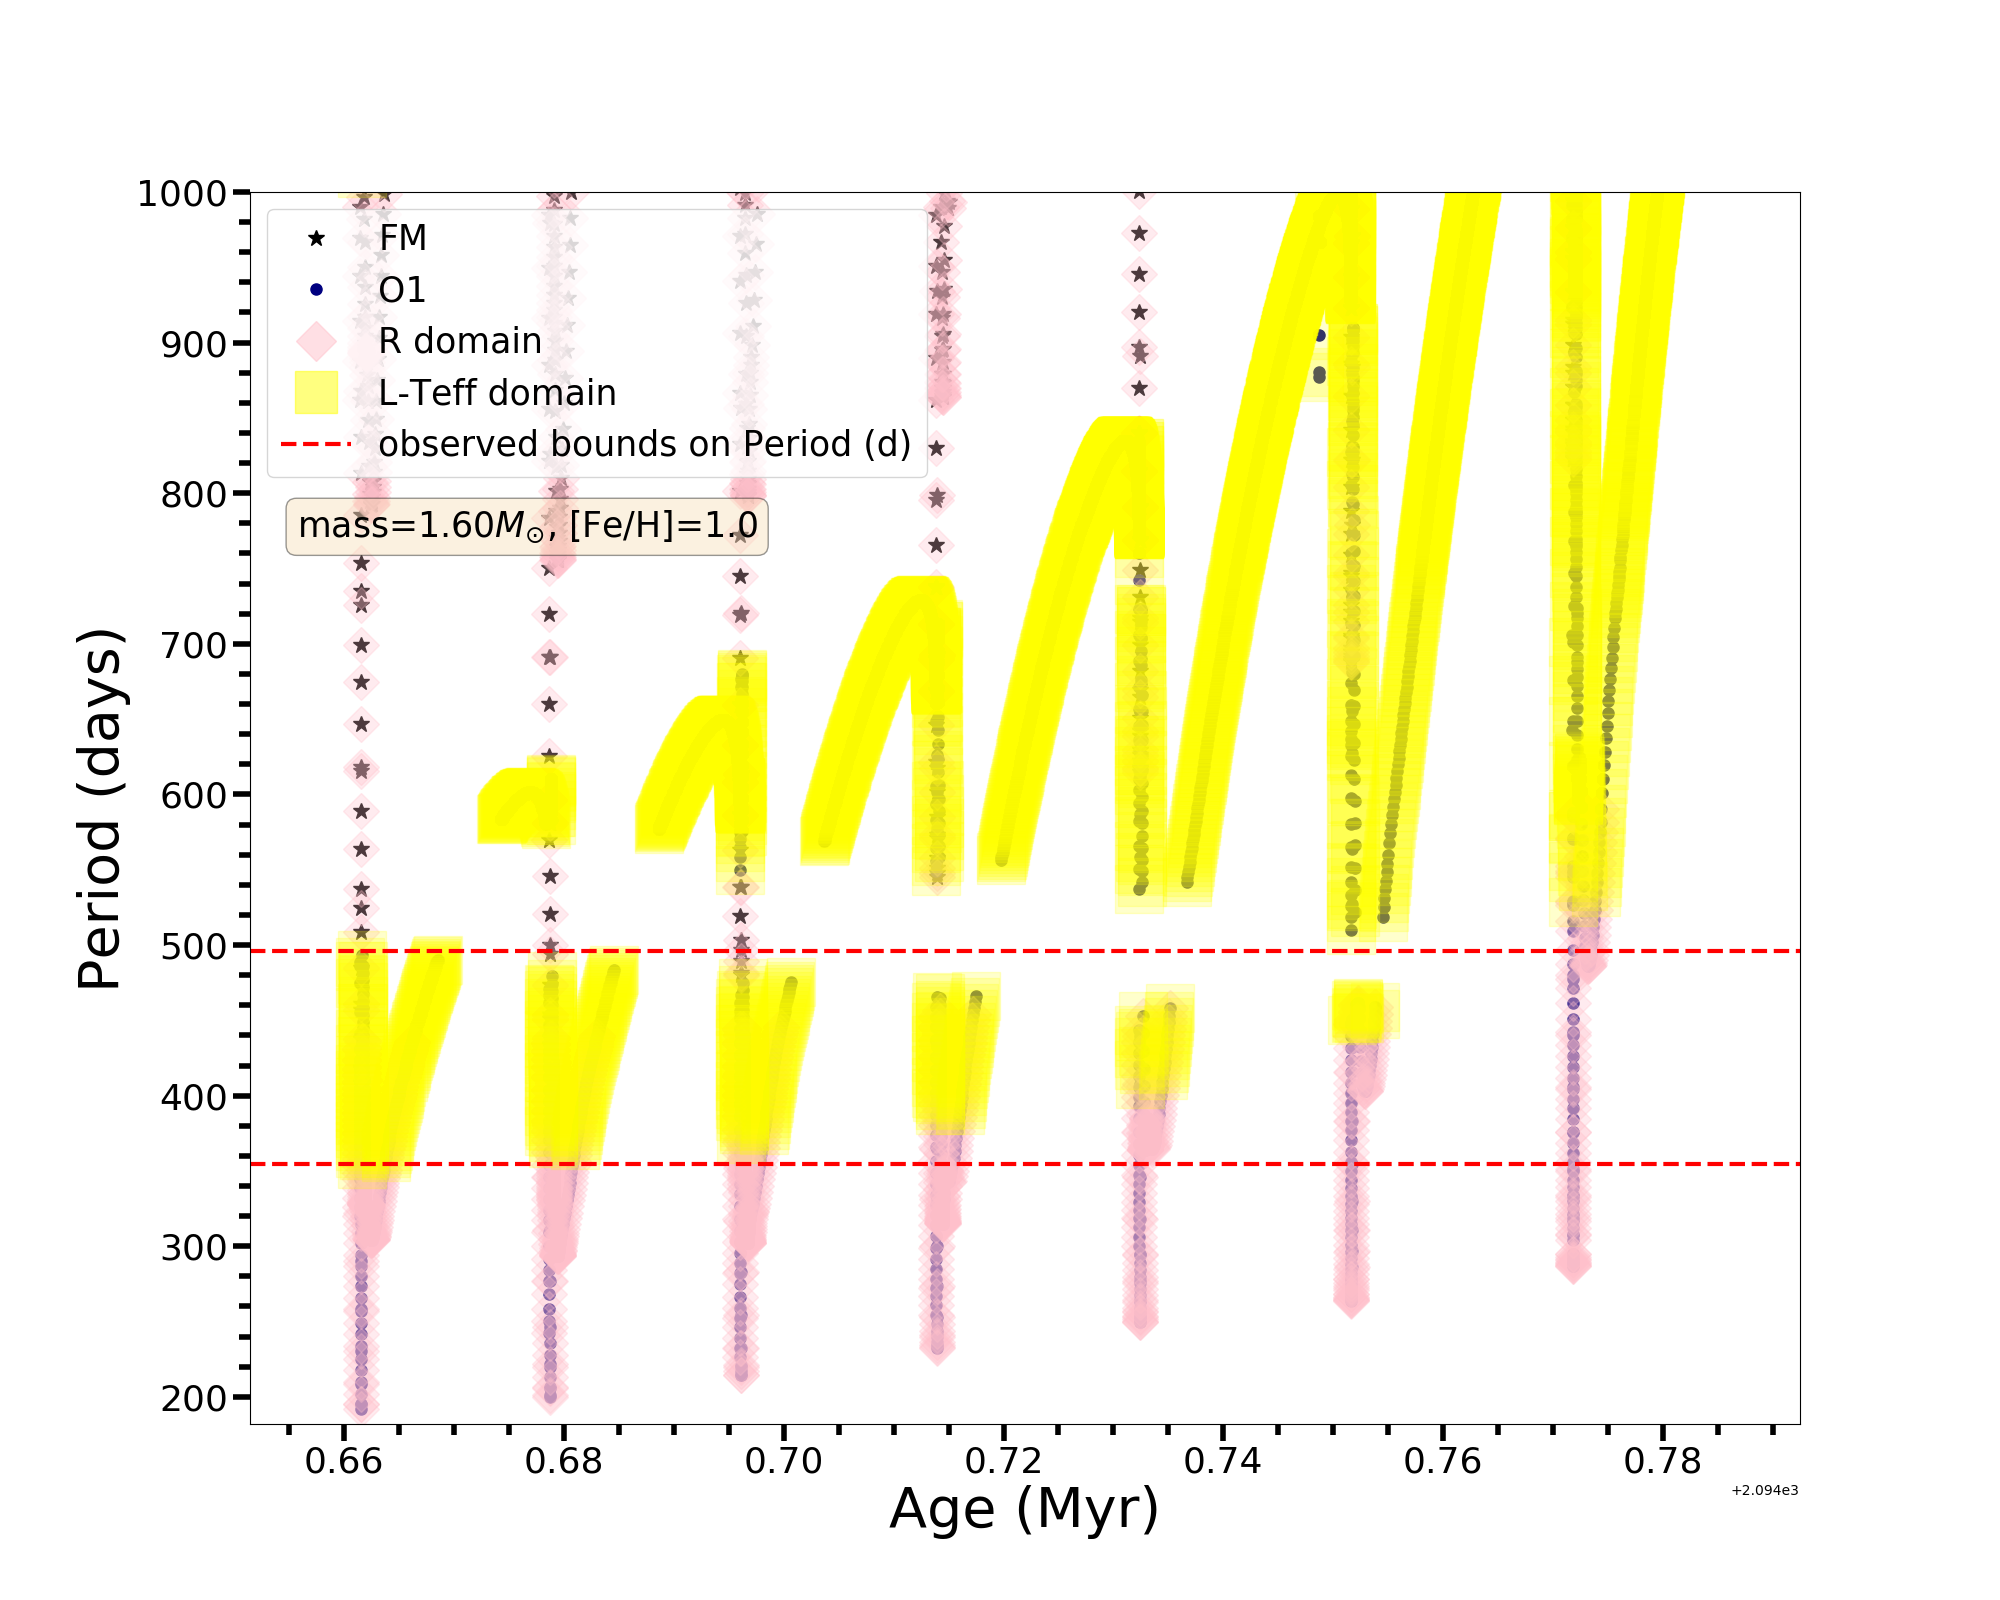 1000
900
800
700
600
500
400
300
200
Period (days)
FM
O1
R domain
L-Teff domain
observed bounds on Period (d)
mass=1.60M⊙, [Fe/H]=1.0
0.66 0.68 0.70 0.72 0.74 0.76 0.78
+2.094e3
Age (Myr)